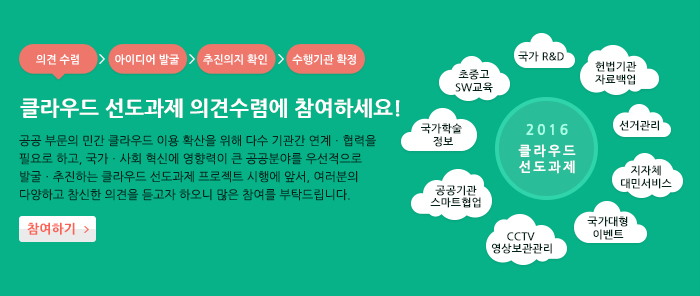 의견 수렴
아이디어 발굴
추진의지 확인
수행기관 확정
클라우드 선도과제 의견수렴에 참여하세요!
공공 부문의 민간 클라우드 이용 확산을 위해 다수 기관간 연계 · 협력을
필요로 하고, 국가 · 사회 혁신에 영향력이 큰 공공분야를 우선적으로
발굴 · 추진하는 클라우드 선도과제 프로젝트 시행에 앞서, 여러분의
다양하고 참신한 의견을 듣고자 하오니 많은 참여를 부탁드립니다.
참여하기 >
2016
클라우드
선도과제
국가 R&D
헌법기관
자료백업
선거관리
지자체
대민서비스
국가대형
이벤트
CCTV
영상보관관리
공공기관
스마트협업
국가학술
정보
초중고
SW교육